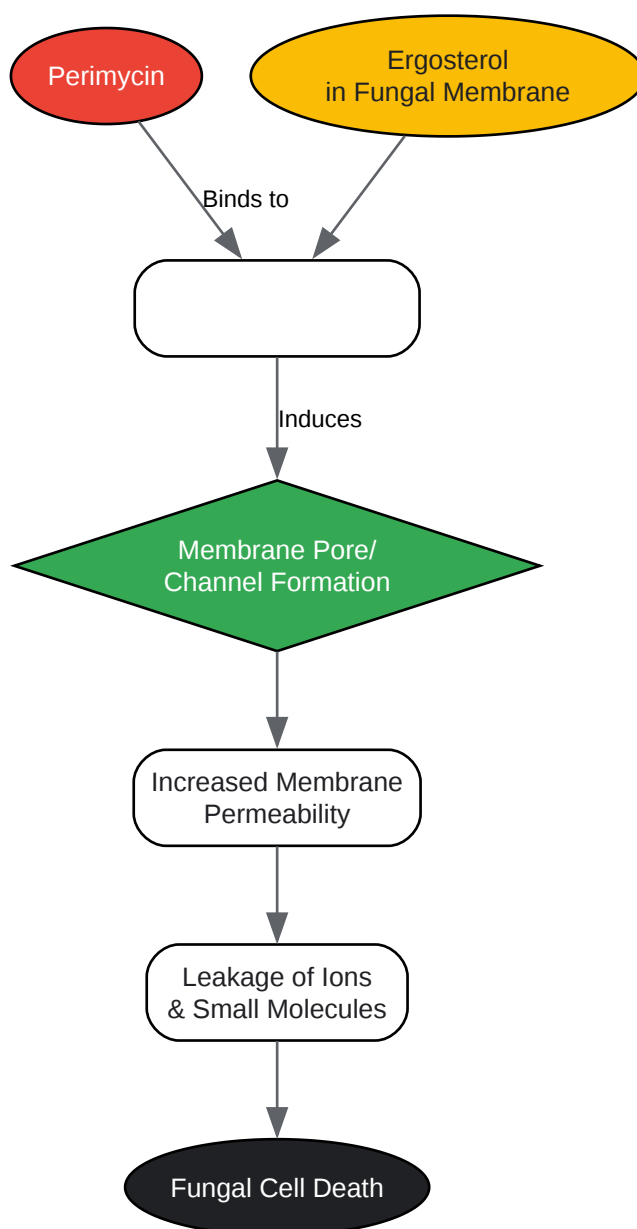 Perimycin
Ergosterol
in Fungal Membrane
Binds to
Induces
Membrane Pore/
Channel Formation
Increased Membrane
Permeability
Leakage of Ions
& Small Molecules
Fungal Cell Death